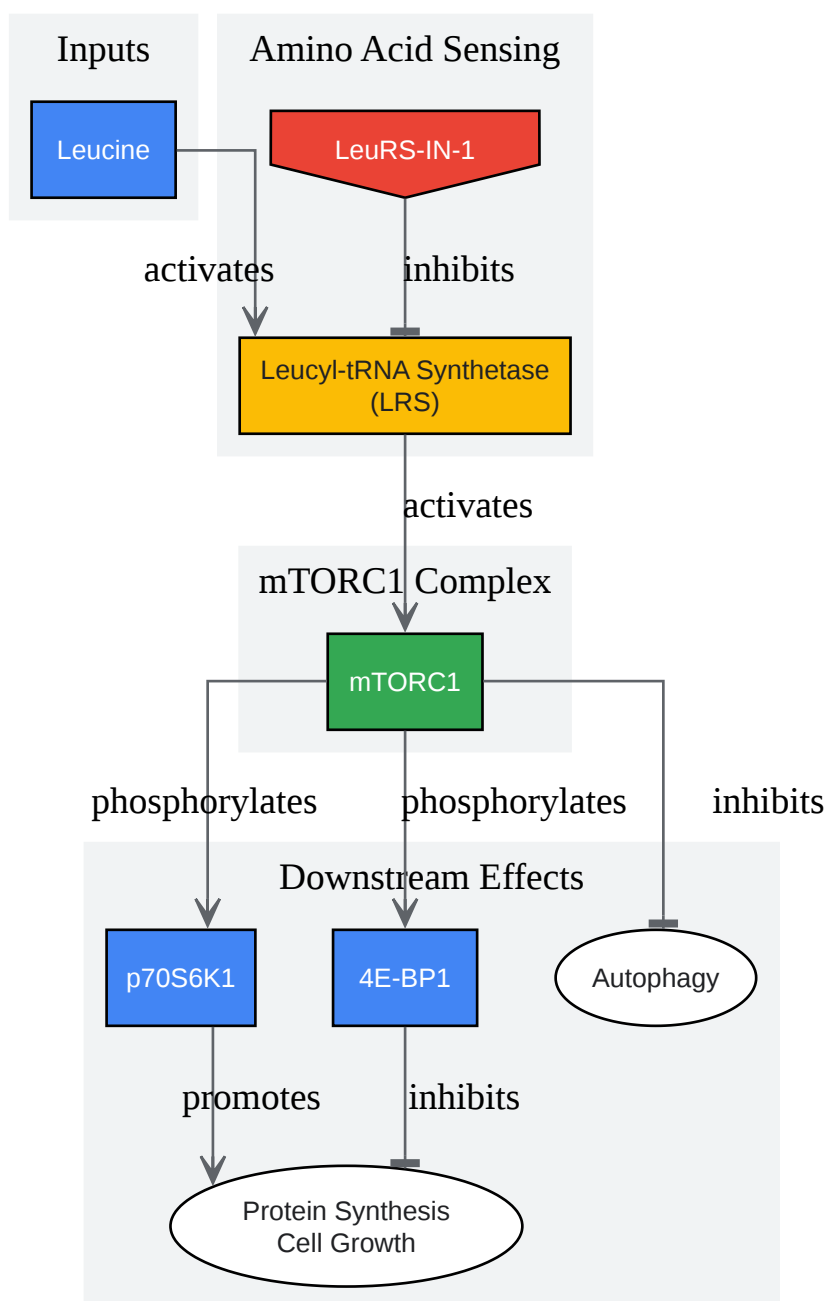 Inputs
Amino Acid Sensing
Leucine
LeuRS-IN-1
activates
inhibits
Leucyl-tRNA Synthetase
(LRS)
activates
mTORC1 Complex
mTORC1
phosphorylates
phosphorylates
inhibits
Downstream Effects
p70S6K1
4E-BP1
Autophagy
promotes
inhibits
Protein Synthesis
Cell Growth